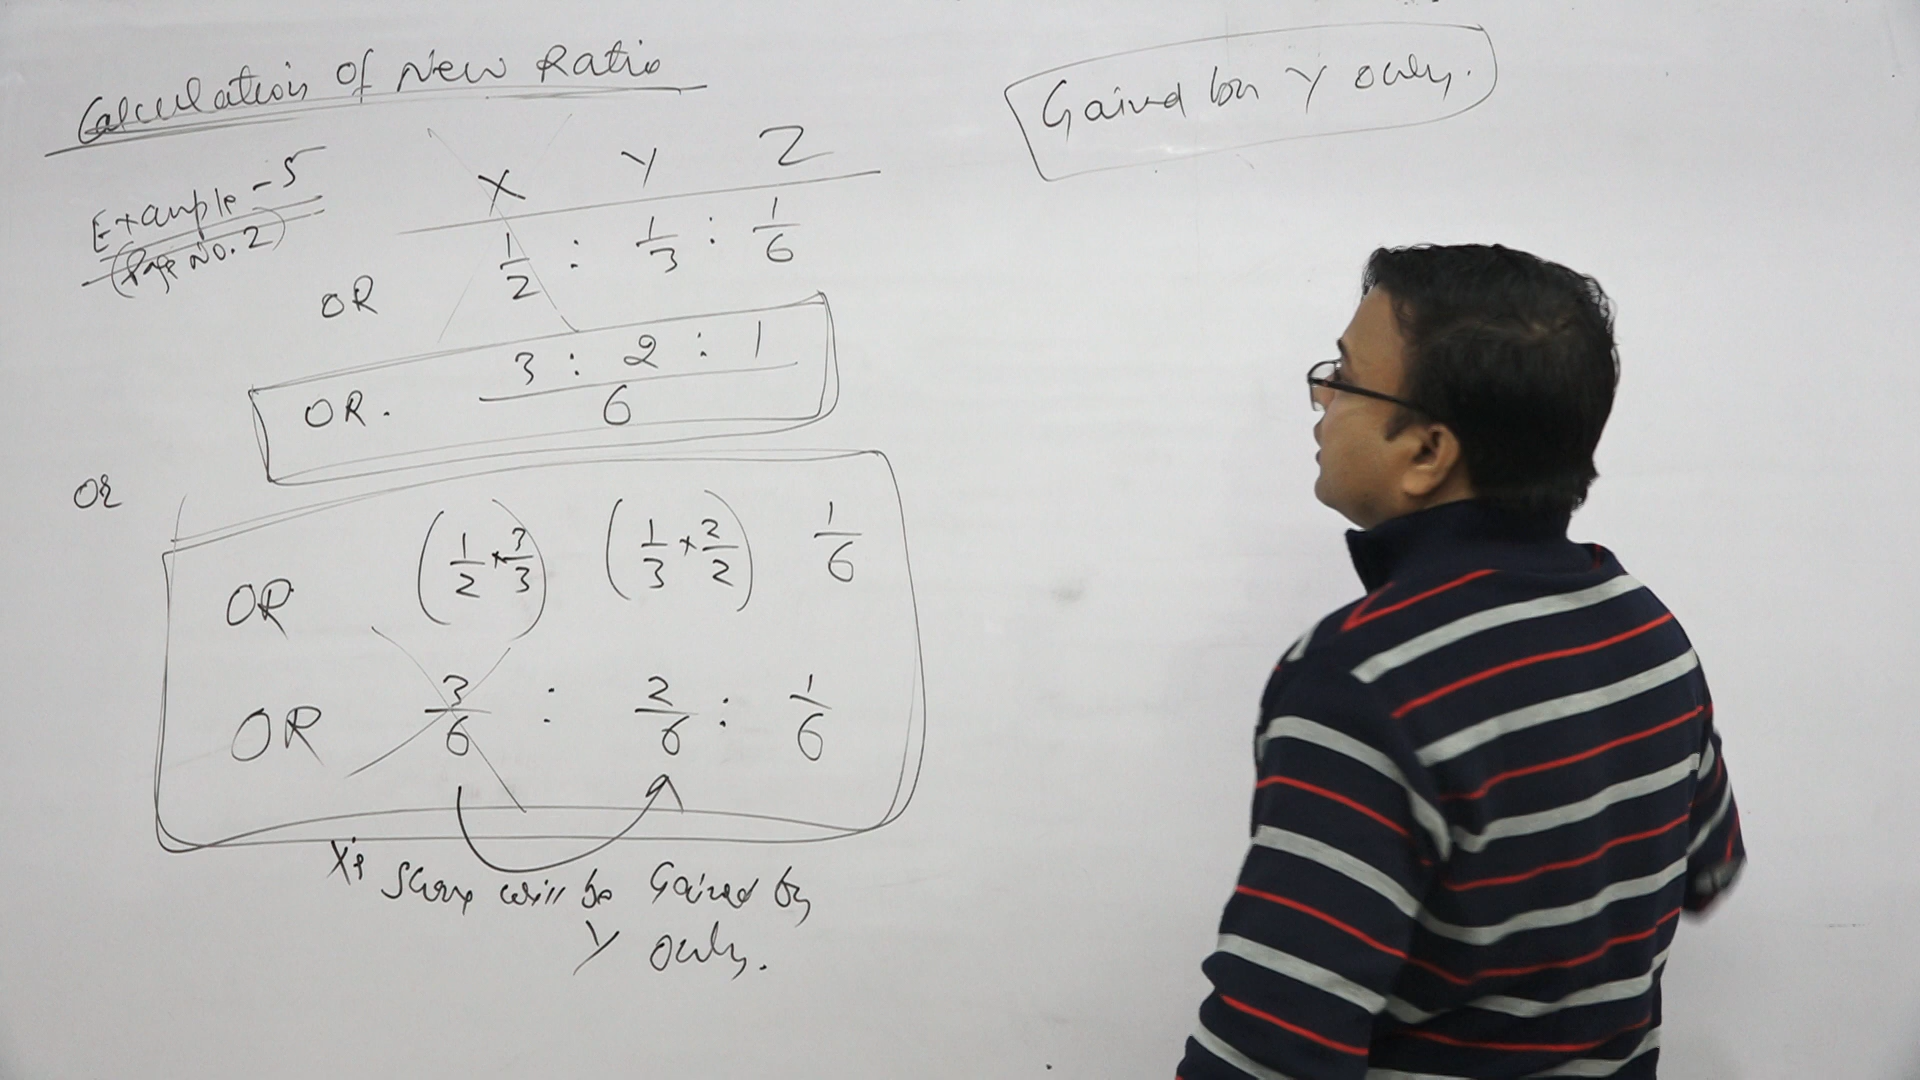 Calculation of New Ratio
Gained by Y only.
Example - 5
(Page No. 2)
X Y Z
1/2 : 1/3 : 1/6
OR
3 : 2 : 1
OR.
6
OR
OR (1/2 × 3/3) (1/3 × 2/2) 1/6
OR 3/6 : 2/6 : 1/6
X's Share will be Gained by
Y only.